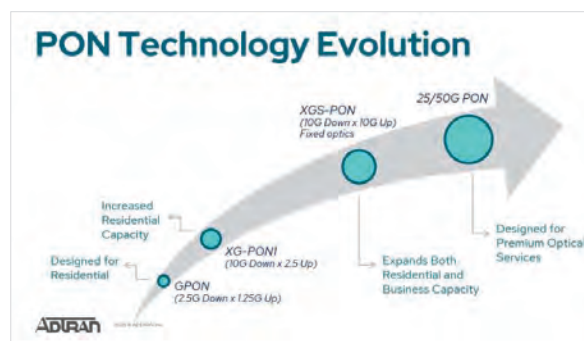 PON Technology Evolution
25/50G PON
XGS-PON
(10G Down x 10G Up)
Fixed optics
Increased
Residential
Capacity
XG-PON1
(10G Down x 2.5 Up)
Designed for
Residential
GPON
(2.5G Down x 1.25G Up)
Expands Both
Residential and
Business Capacity
Designed for
Premium Optical
Services
ADTRAN